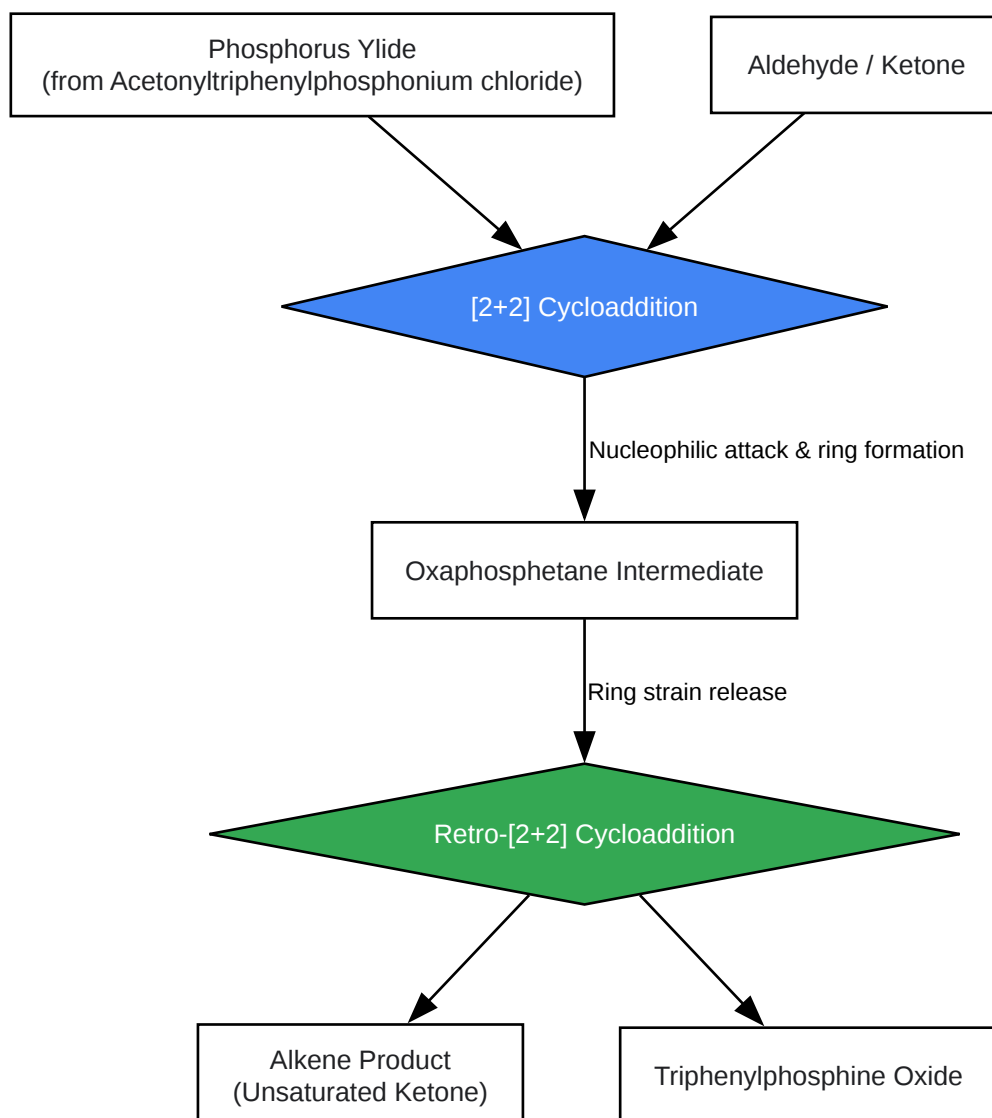 Phosphorus Ylide
(from Acetonyltriphenylphosphonium chloride)
Aldehyde / Ketone
[2+2] Cycloaddition
Nucleophilic attack & ring formation
Oxaphosphetane Intermediate
Ring strain release
Retro-[2+2] Cycloaddition
Alkene Product
(Unsaturated Ketone)
Triphenylphosphine Oxide